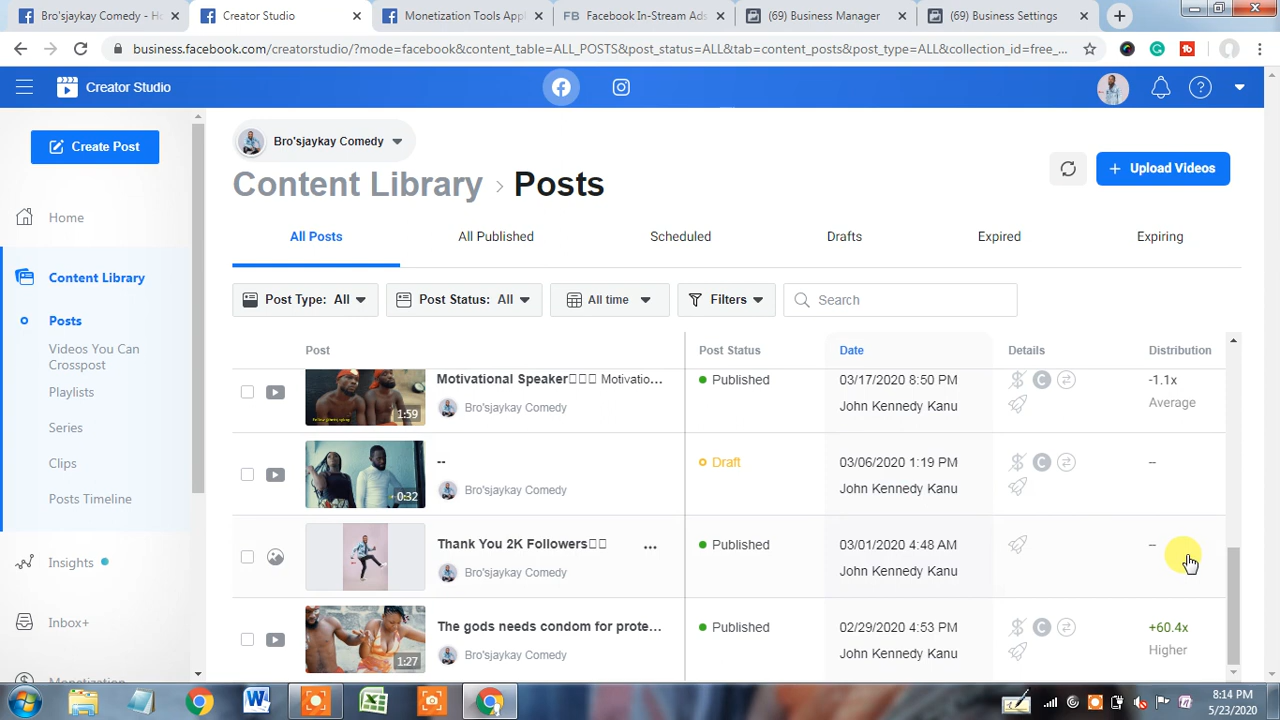 Bro'sjaykay Comedy - Ho
Creator Studio
Monetization Tools Appl
Facebook In-Stream Ads
(69) Business Manager
(69) Business Settings
business.facebook.com/creatorstudio/?mode=facebook&content_table=ALL_POSTS&post_status=ALL&tab=content_posts&post_type=ALL&collection_id=free_...
Creator Studio
Create Post
Home
Content Library
Posts
Videos You Can
Crosspost
Playlists
Series
Clips
Posts Timeline
Insights
Inbox+
Monetization
Bro'sjaykay Comedy
Content Library › Posts
Upload Videos
All Posts
All Published
Scheduled
Drafts
Expired
Expiring
Post Type: All
Post Status: All
All time
Filters
Search
Post
Post Status
Date
Details
Distribution
1:59
Motivational Speaker□□□ Motivatio...
Bro'sjaykay Comedy
Published
03/17/2020 8:50 PM
John Kennedy Kanu
-1.1x
Average
0:32
--
Bro'sjaykay Comedy
Draft
03/06/2020 1:19 PM
John Kennedy Kanu
--
Thank You 2K Followers□□
...
Bro'sjaykay Comedy
Published
03/01/2020 4:48 AM
John Kennedy Kanu
--
1:27
The gods needs condom for prote...
Bro'sjaykay Comedy
Published
02/29/2020 4:53 PM
John Kennedy Kanu
+60.4x
Higher
8:14 PM
5/23/2020